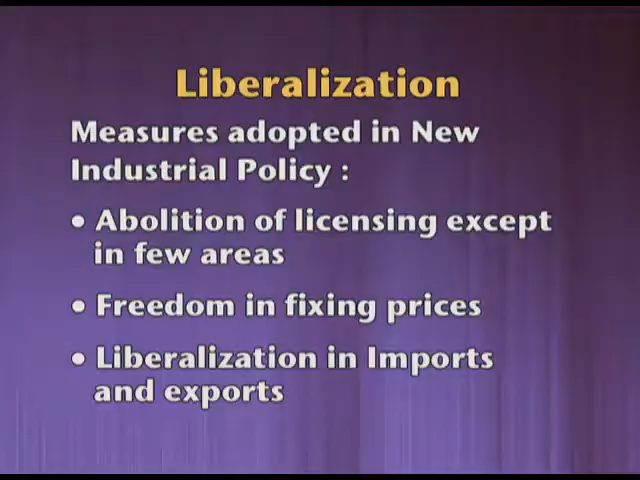 Liberalization
Measures adopted in New
Industrial Policy :
• Abolition of licensing except
in few areas
• Freedom in fixing prices
• Liberalization in Imports
and exports